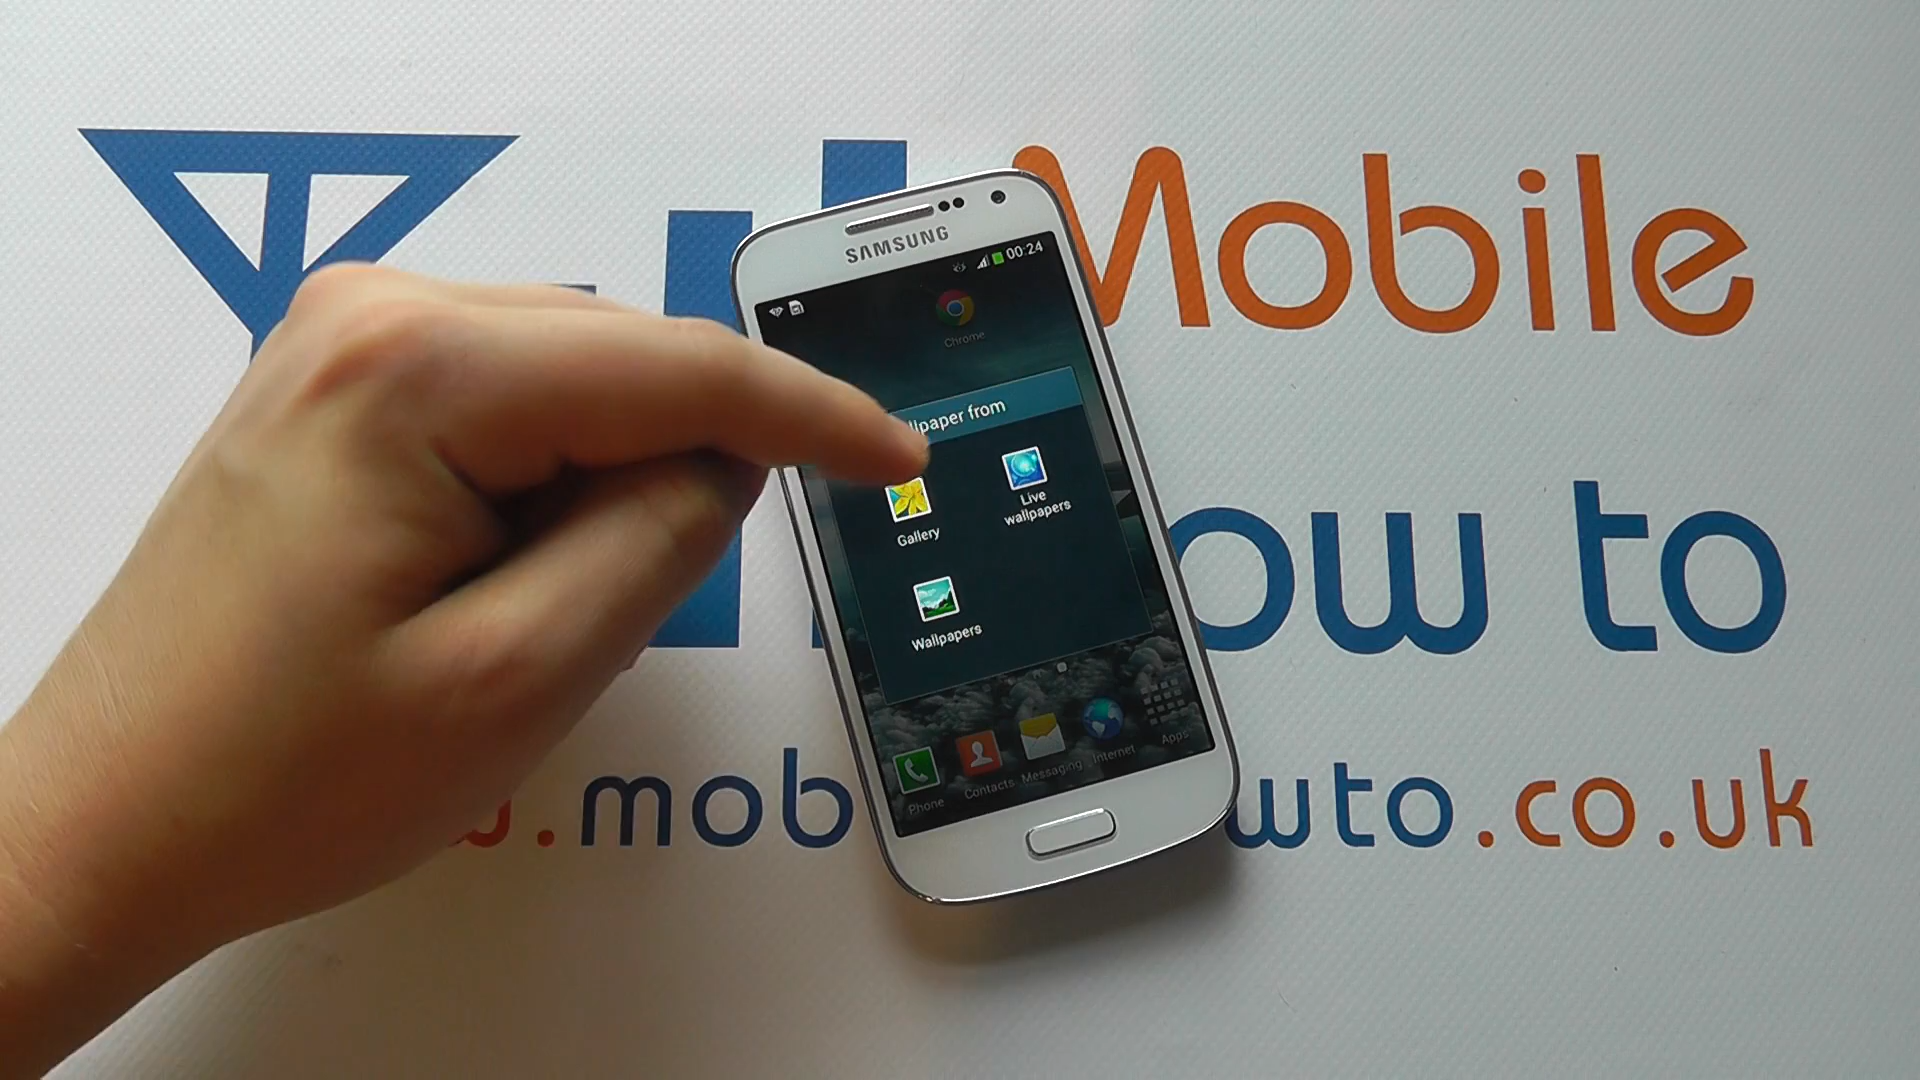 Mobile
ow to
.mob wto.co.uk
SAMSUNG
00:24
Chrome
llpaper from
Gallery
Live
wallpapers
Wallpapers
Phone Contacts Messaging Internet Apps